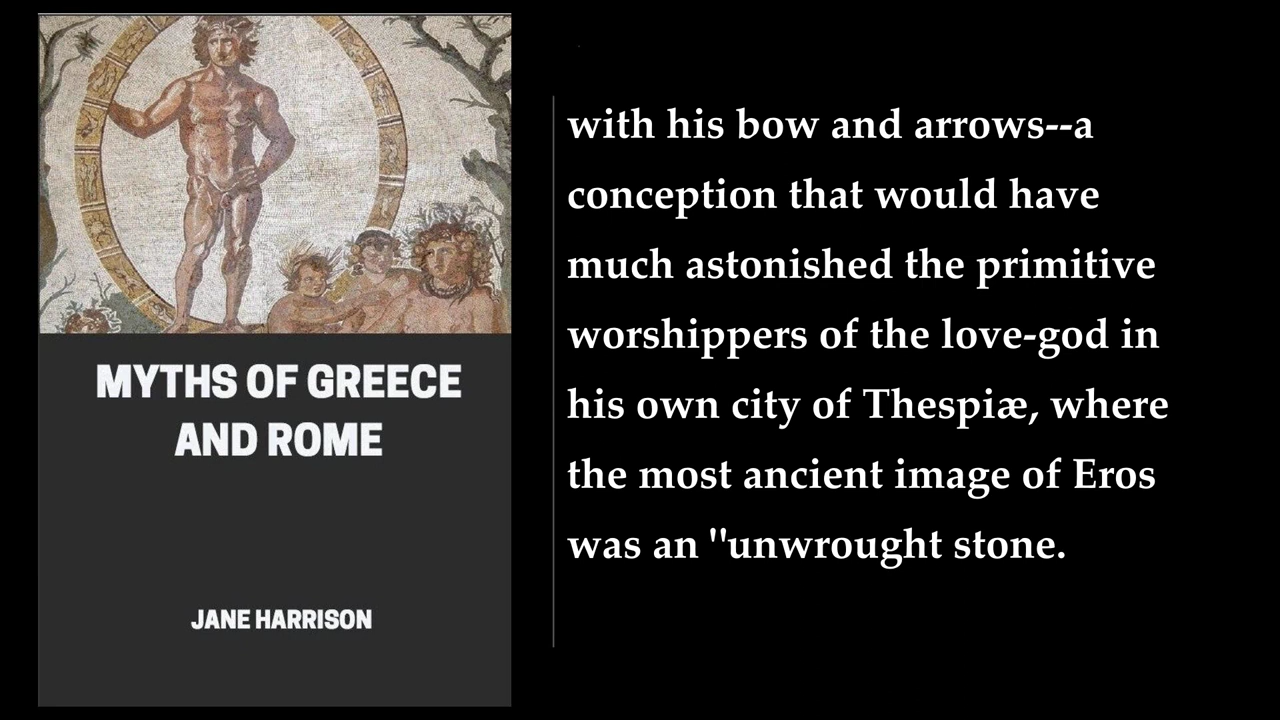 MYTHS OF GREECE
AND ROME
JANE HARRISON
with his bow and arrows--a
conception that would have
much astonished the primitive
worshippers of the love-god in
his own city of Thespiæ, where
the most ancient image of Eros
was an "unwrought stone.